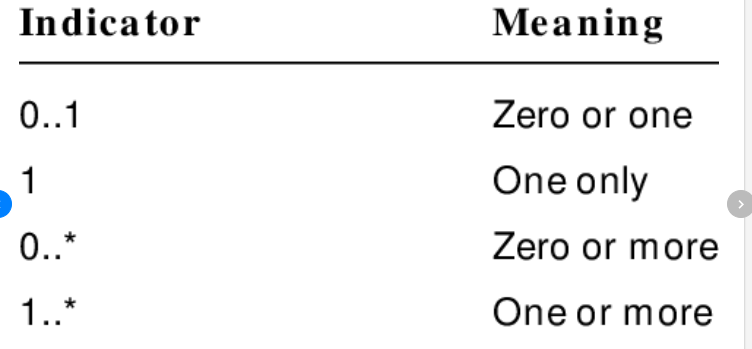 Indicator Meaning
0..1 Zero or one
1 One only
0..* Zero or more
1..* One or more